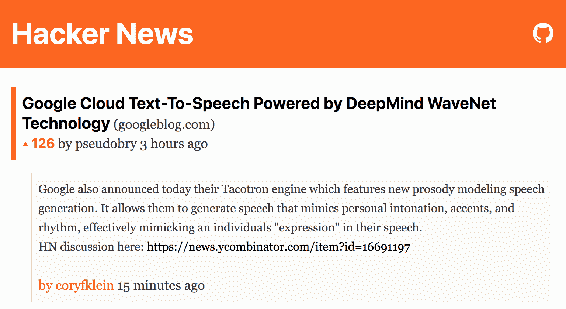 Hacker News
Google Cloud Text-To-Speech Powered by DeepMind WaveNet
Technology (googleblog.com)
126 by pseudobry 3 hours ago
Google also announced today their Tacotron engine which features new prosody modeling speech
generation. It allows them to generate speech that mimics personal intonation, accents, and
rhythm, effectively mimicking an individuals "expression" in their speech.
HN discussion here: https://news.ycombinator.com/item?id=16691197
by coryfklein 15 minutes ago